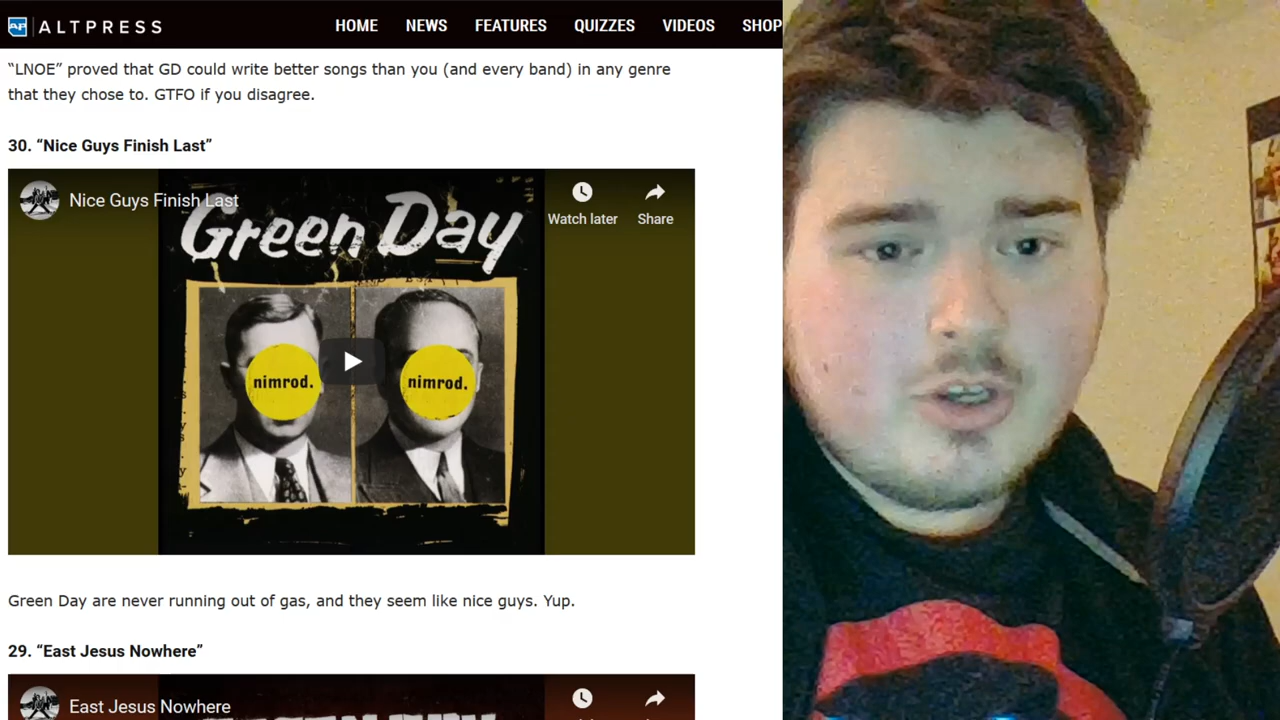 AP ALTPRESS HOME NEWS FEATURES QUIZZES VIDEOS SHOP
“LNOE” proved that GD could write better songs than you (and every band) in any genre
that they chose to. GTFO if you disagree.
30. “Nice Guys Finish Last”
Nice Guys Finish Last
Watch later Share
Green Day
nimrod. nimrod.
Green Day are never running out of gas, and they seem like nice guys. Yup.
29. “East Jesus Nowhere”
East Jesus Nowhere